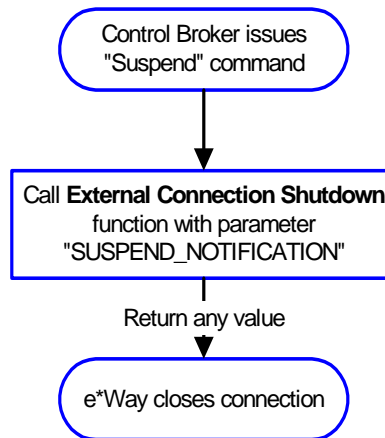 Control Broker issues
"Suspend" command
Call External Connection Shutdown
function with parameter
"SUSPEND_NOTIFICATION"
Return any value
e*Way closes connection